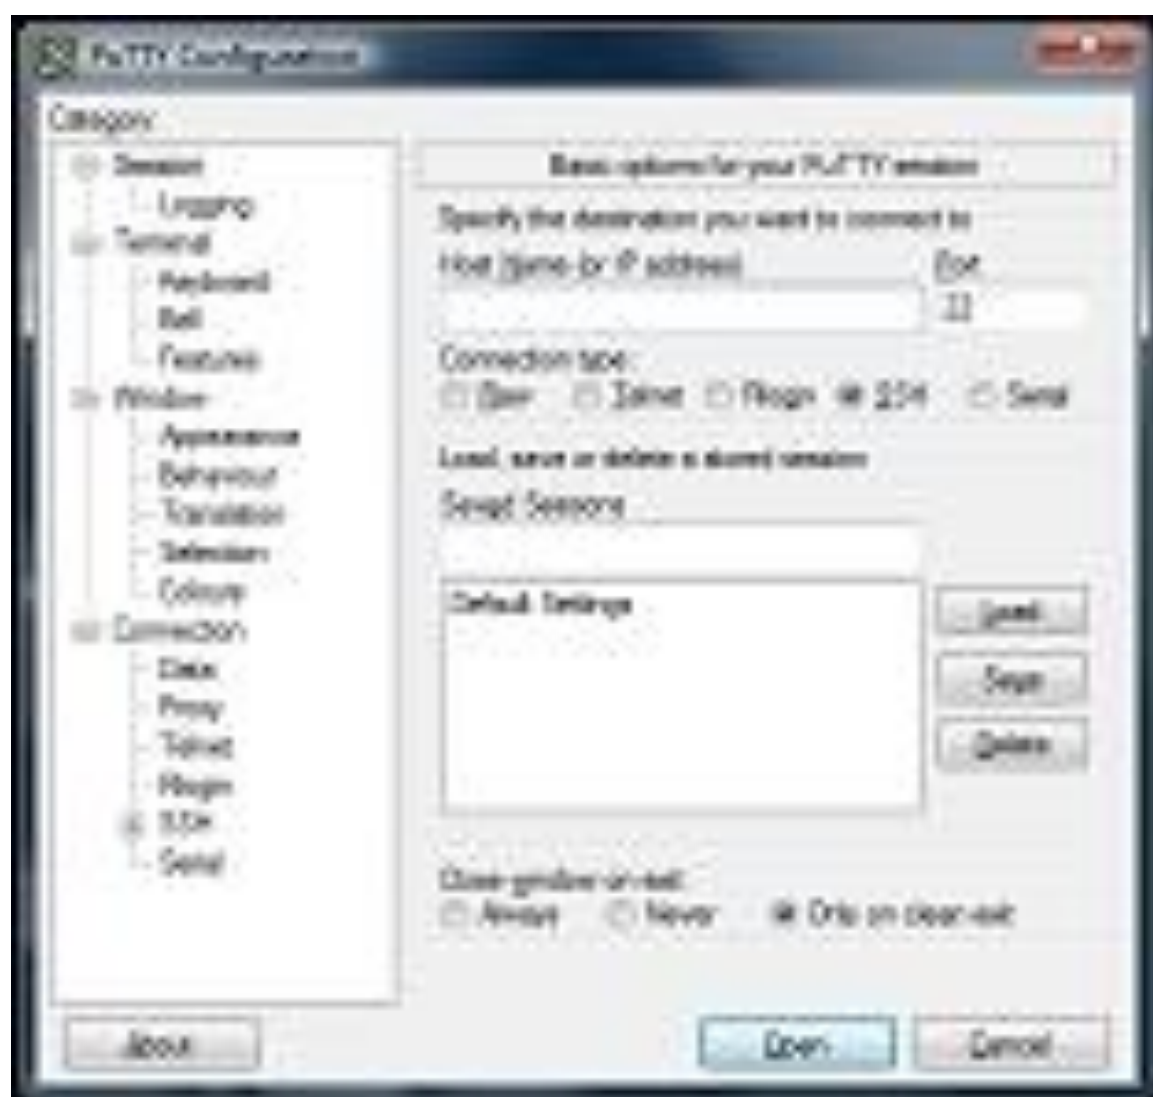 PuTTY Configuration
Category:
Session
Logging
Terminal
Keyboard
Bell
Features
Window
Appearance
Behaviour
Translation
Selection
Colours
Connection
Data
Proxy
Telnet
Rlogin
SSH
Serial
Basic options for your PuTTY session
Specify the destination you want to connect to
Host Name (or IP address) Port
22
Connection type:
Raw Telnet Rlogin SSH Serial
Load, save or delete a stored session
Saved Sessions
Default Settings
Load
Save
Delete
Close window on exit:
Always Never Only on clean exit
About Open Cancel